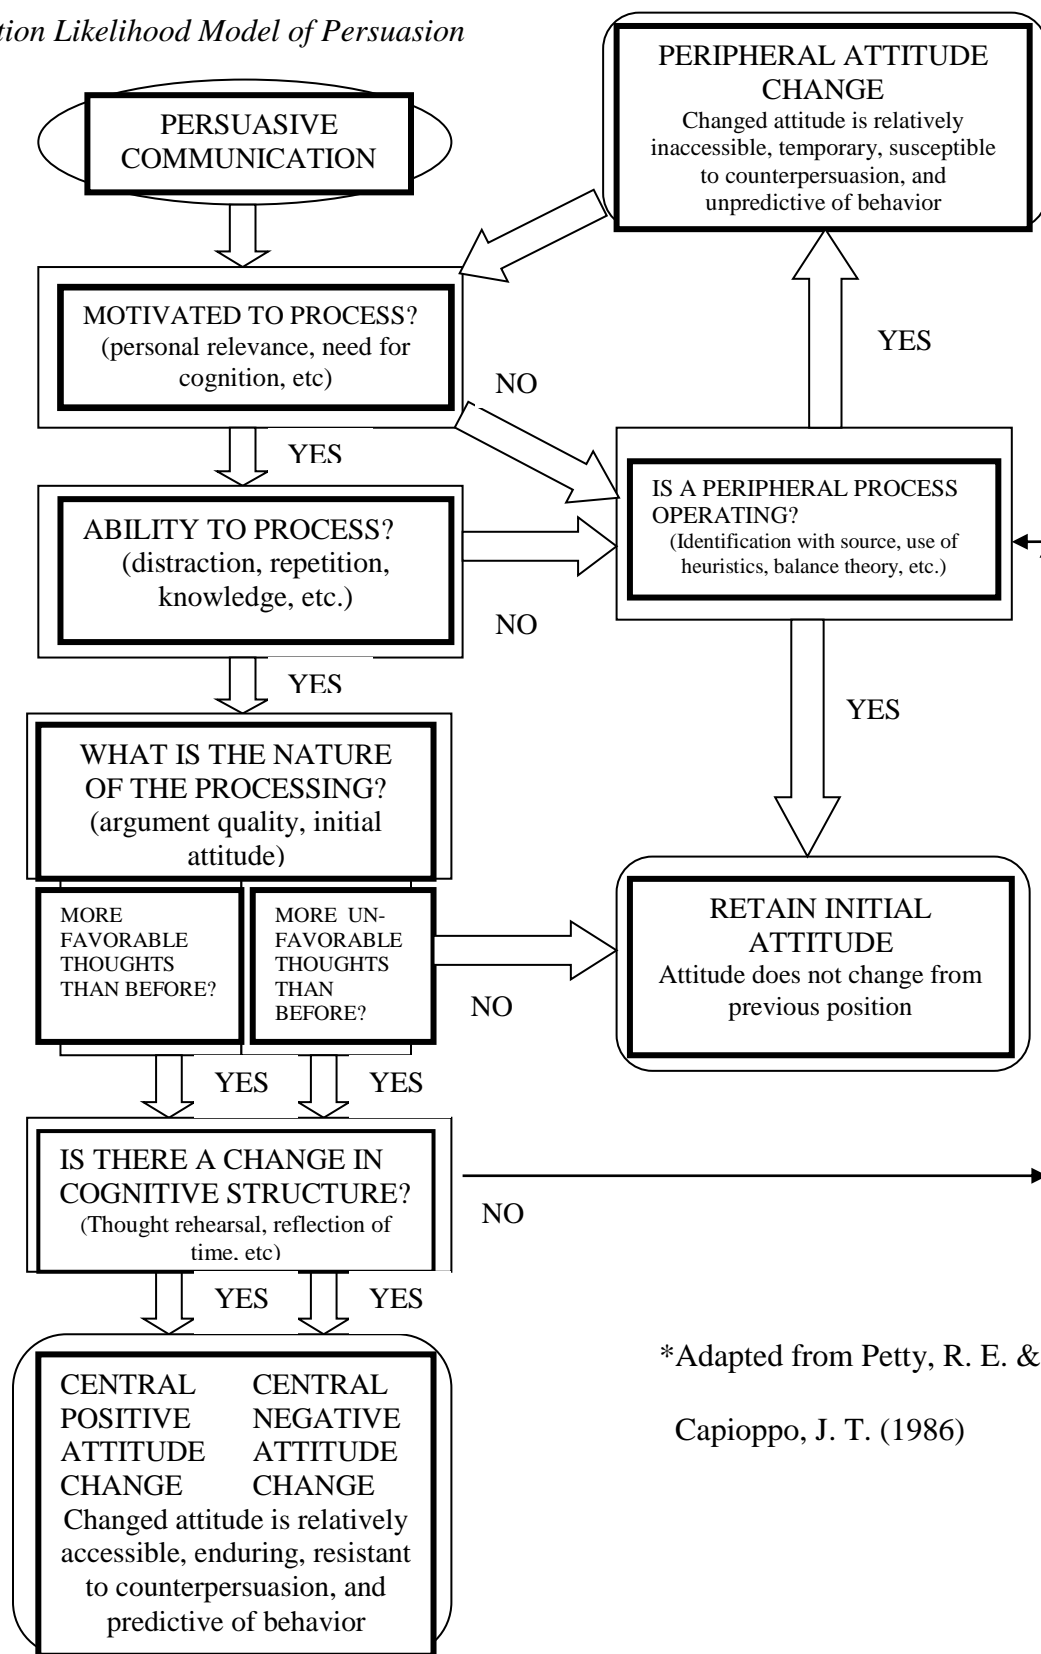 tion Likelihood Model of Persuasion
PERSUASIVE
COMMUNICATION
PERIPHERAL ATTITUDE
CHANGE
Changed attitude is relatively
inaccessible, temporary, susceptible
to counterpersuasion, and
unpredictive of behavior
MOTIVATED TO PROCESS?
(personal relevance, need for
cognition, etc)
NO
YES
YES
ABILITY TO PROCESS?
(distraction, repetition,
knowledge, etc.)
NO
YES
IS A PERIPHERAL PROCESS
OPERATING?
(Identification with source, use of
heuristics, balance theory, etc.)
YES
WHAT IS THE NATURE
OF THE PROCESSING?
(argument quality, initial
attitude)
MORE
FAVORABLE
THOUGHTS
THAN BEFORE?
MORE UN-
FAVORABLE
THOUGHTS
THAN
BEFORE?
NO
RETAIN INITIAL
ATTITUDE
Attitude does not change from
previous position
YES
YES
IS THERE A CHANGE IN
COGNITIVE STRUCTURE?
(Thought rehearsal, reflection of
time, etc)
NO
YES
YES
CENTRAL
POSITIVE
ATTITUDE
CHANGE
CENTRAL
NEGATIVE
ATTITUDE
CHANGE
Changed attitude is relatively
accessible, enduring, resistant
to counterpersuasion, and
predictive of behavior
*Adapted from Petty, R. E. &
Capioppo, J. T. (1986)